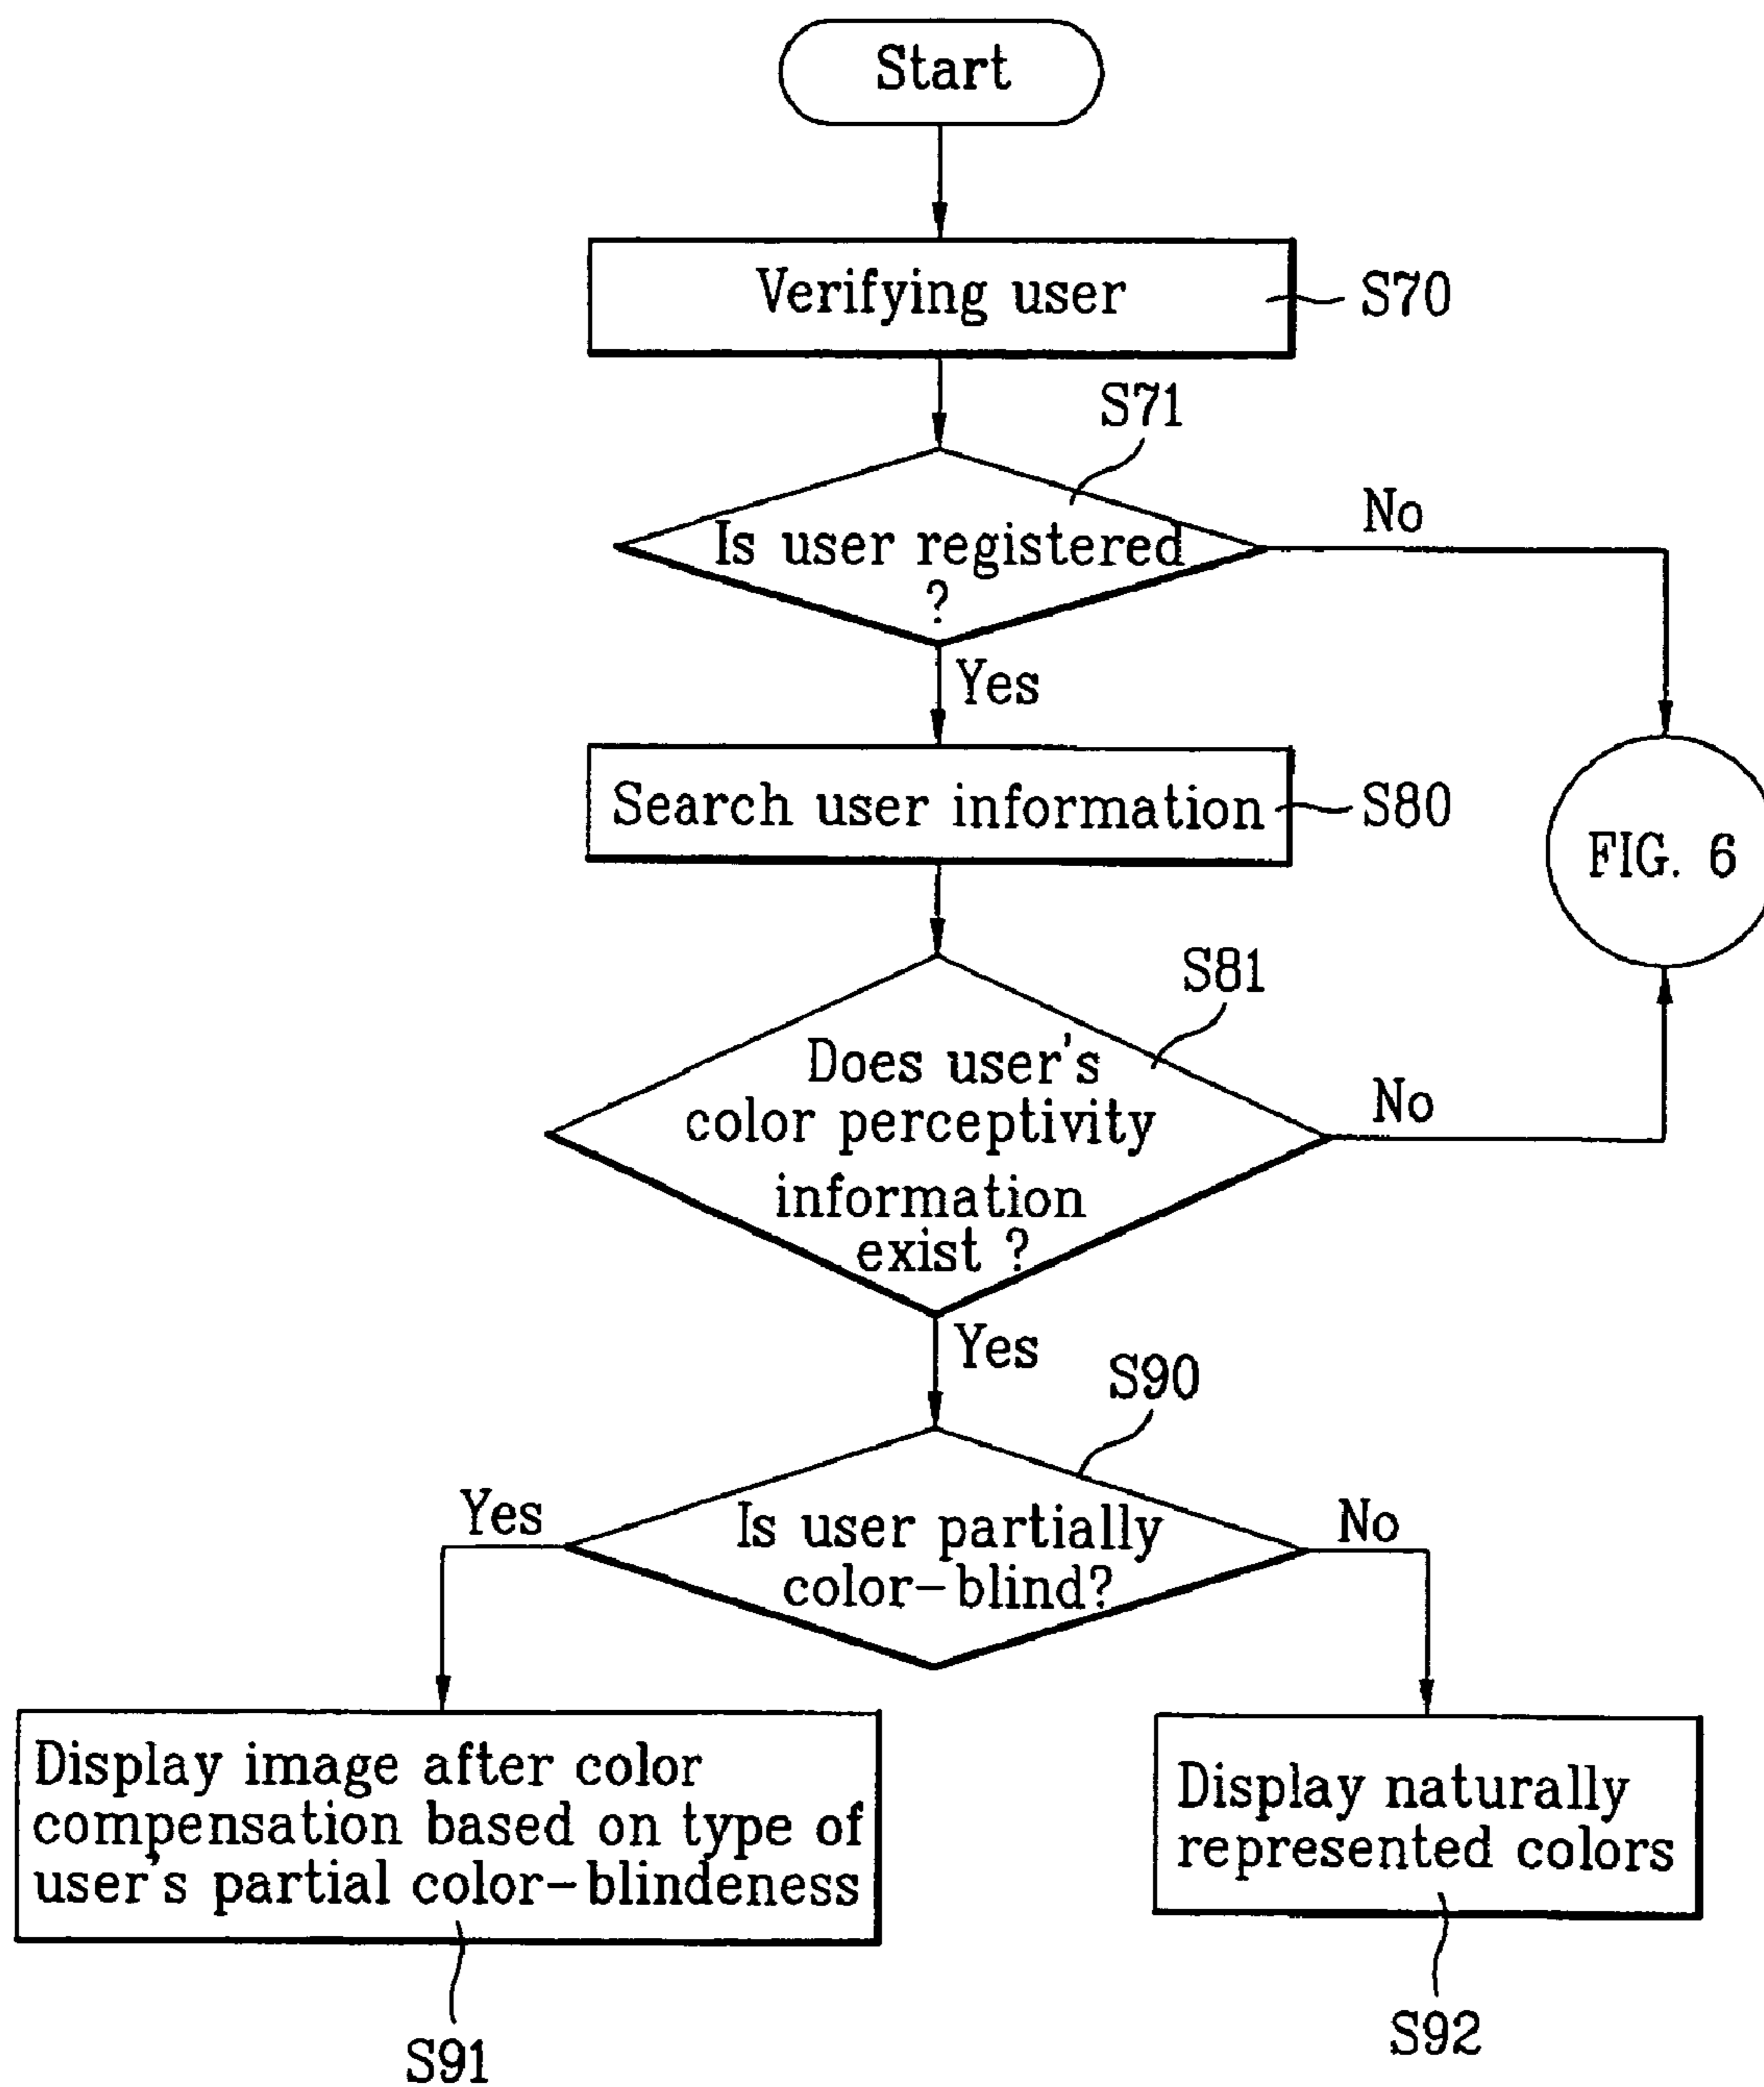 Start
Verifying user
S70
S71
Is user registered
?
No
Yes
Search user information
S80
FIG. 6
S81
Does user's
color perceptivity
information
exist ?
No
Yes
S90
Is user partially
color-blind?
Yes
No
Display image after color
compensation based on type of
user's partial color-blindeness
Display naturally
represented colors
S91
S92